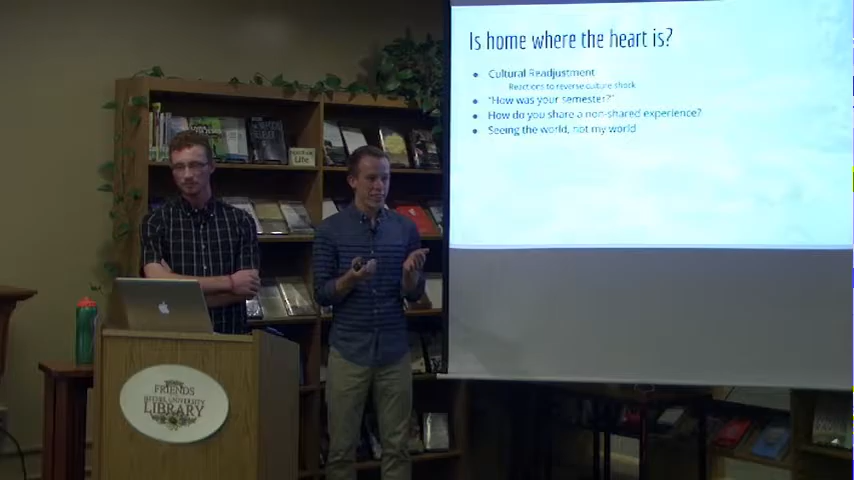 Is home where the heart is?
● Cultural Readjustment
Reactions to reverse culture shock
● "How was your semester?"
● How do you share a non-shared experience?
● Seeing the world, not my world
Life
FRIENDS
UNIVERSITY
LIBRARY